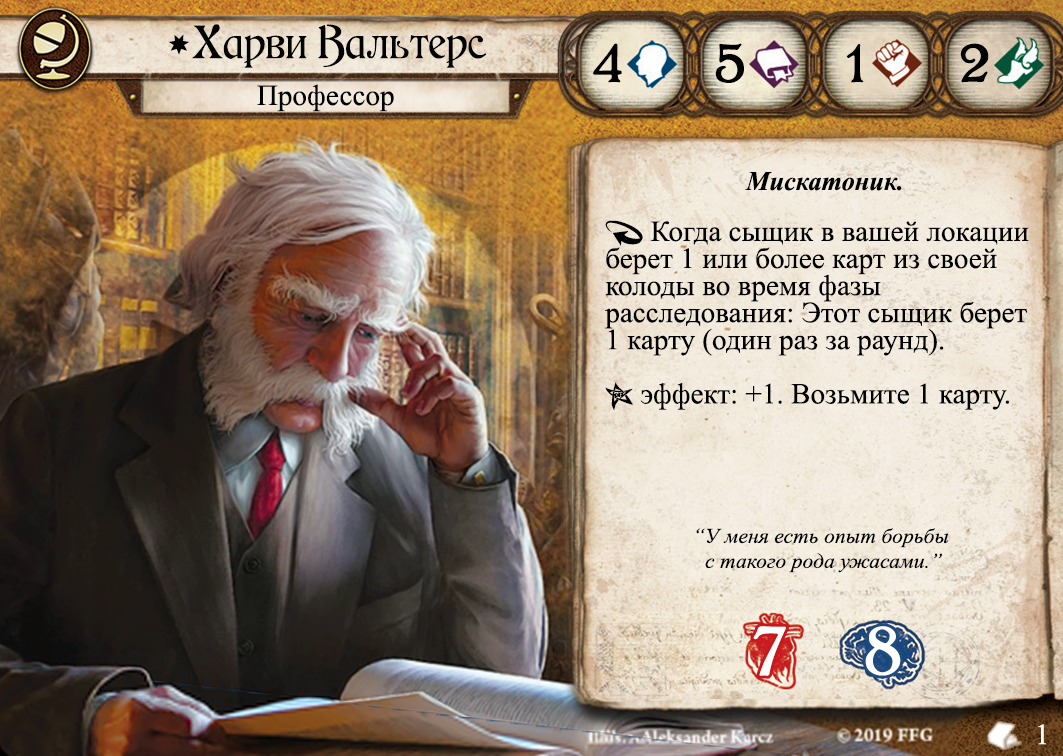 Харви Вальтерс
4 5 1 2
Профессор
Мискатоник.
Когда сыщик в вашей локации
берет 1 или более карт из своей
колоды во время фазы
расследования: Этот сыщик берет
1 карту (один раз за раунд).
эффект: +1. Возьмите 1 карту.
“У меня есть опыт борьбы
с такого рода ужасами.”
7 8
Illus. Aleksander Karcz
© 2019 FFG
1